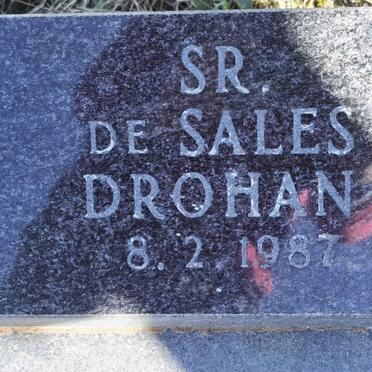 SR.
DE SALES
DROHAN
8.2.1987